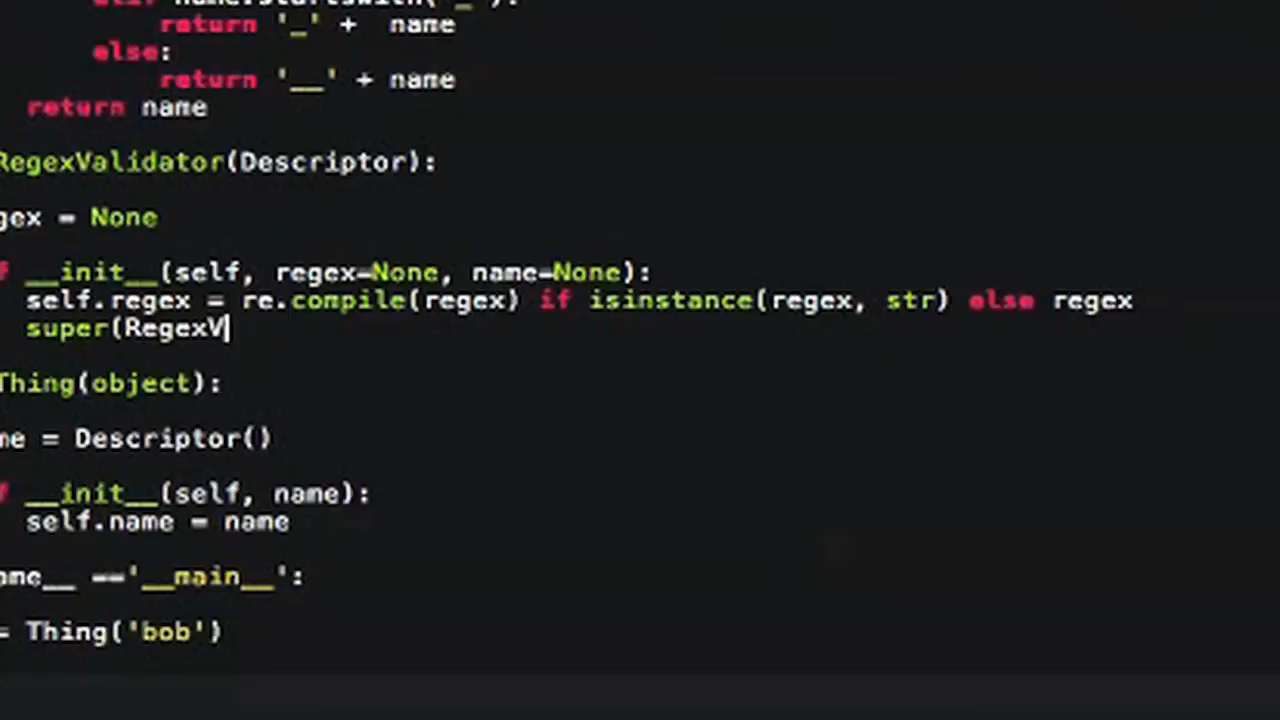 return '_' +  name
else:
return '__' + name
return name
RegexValidator(Descriptor):
gex = None
__init__(self, regex=None, name=None):
self.regex = re.compile(regex) if isinstance(regex, str) else regex
super(RegexV
Thing(object):
me = Descriptor()
__init__(self, name):
self.name = name
ame__ =='__main__':
= Thing('bob')